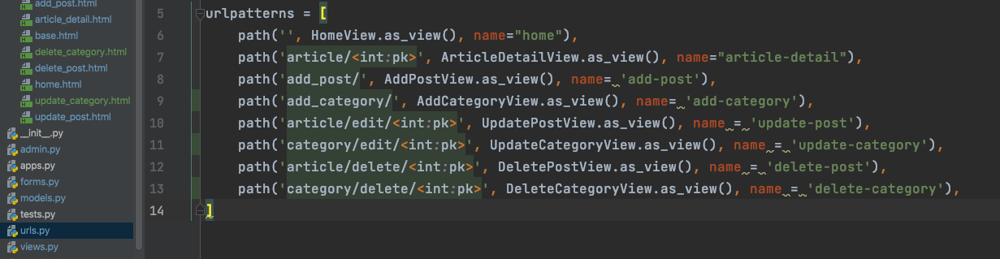 add_post.html
article_detail.html
base.html
delete_category.html
delete_post.html
home.html
update_category.html
update_post.html
__init__.py
admin.py
apps.py
forms.py
models.py
tests.py
urls.py
views.py
5 urlpatterns = [
6 path('', HomeView.as_view(), name="home"),
7 path('article/<int:pk>', ArticleDetailView.as_view(), name="article-detail"),
8 path('add_post/', AddPostView.as_view(), name= 'add-post'),
9 path('add_category/', AddCategoryView.as_view(), name= 'add-category'),
10 path('article/edit/<int:pk>', UpdatePostView.as_view(), name = 'update-post'),
11 path('category/edit/<int:pk>', UpdateCategoryView.as_view(), name = 'update-category'),
12 path('article/delete/<int:pk>', DeletePostView.as_view(), name = 'delete-post'),
13 path('category/delete/<int:pk>', DeleteCategoryView.as_view(), name = 'delete-category'),
14 ]